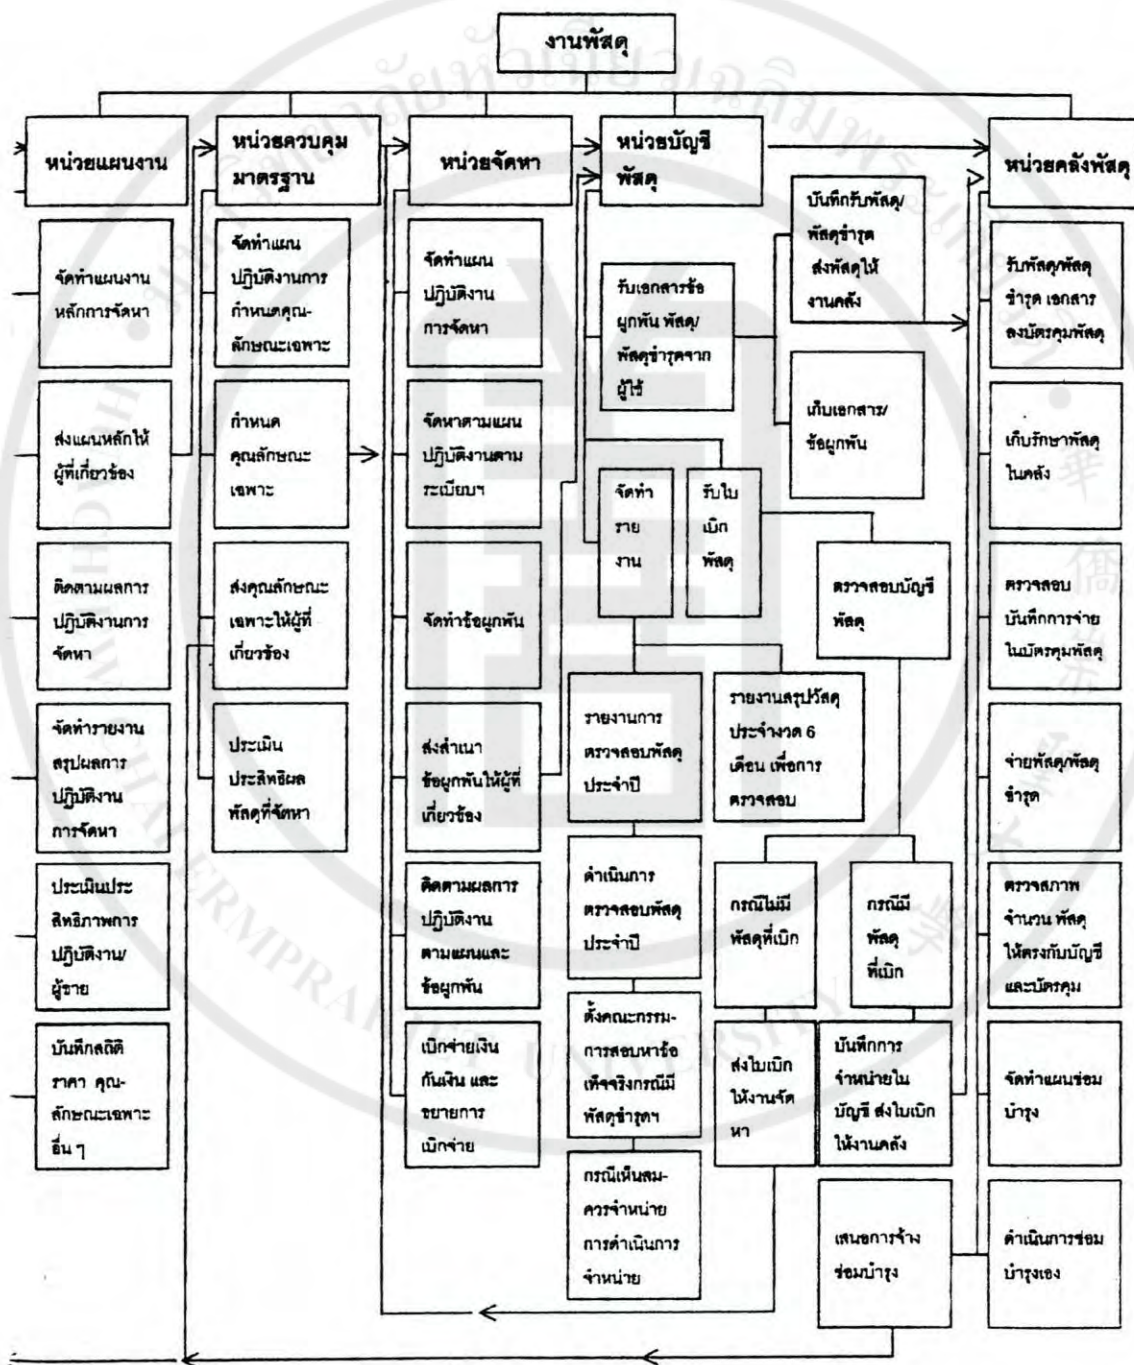 งานพัสดุ
หน่วยแผนงาน
จัดทำแผนงาน
หลักการจัดหา
ส่งแผนหลักให้
ผู้ที่เกี่ยวข้อง
ติดตามผลการ
ปฏิบัติงานการ
จัดหา
จัดทำรายงาน
สรุปผลการ
ปฏิบัติงาน
การจัดหา
ประเมินประ
สิทธิภาพการ
ปฏิบัติงาน/
ผู้ขาย
บันทึกสถิติ
ราคา คุณ-
ลักษณะเฉพาะ
อื่น ๆ
หน่วยควบคุม
มาตรฐาน
จัดทำแผน
ปฏิบัติงานการ
กำหนดคุณ-
ลักษณะเฉพาะ
กำหนด
คุณลักษณะ
เฉพาะ
ส่งคุณลักษณะ
เฉพาะให้ผู้ที่
เกี่ยวข้อง
ประเมิน
ประสิทธิผล
พัสดุที่จัดหา
หน่วยจัดหา
จัดทำแผน
ปฏิบัติงาน
การจัดหา
จัดหาตามแผน
ปฏิบัติงานตาม
ระเบียบฯ
จัดทำข้อผูกพัน
ส่งสำเนา
ข้อผูกพันให้ผู้ที่
เกี่ยวข้อง
ติดตามผลการ
ปฏิบัติงาน
ตามแผนและ
ข้อผูกพัน
เบิกจ่ายเงิน
กันเงิน และ
ขยายการ
เบิกจ่าย
หน่วยบัญชี
พัสดุ
รับเอกสารข้อ
ผูกพัน พัสดุ/
พัสดุชำรุดจาก
ผู้ใช้
บันทึกรับพัสดุ/
พัสดุชำรุด
ส่งพัสดุให้
งานคลัง
เก็บเอกสาร/
ข้อผูกพัน
จัดทำ
ราย
งาน
รับใบ
เบิก
พัสดุ
ตรวจสอบบัญชี
พัสดุ
รายงานการ
ตรวจสอบพัสดุ
ประจำปี
รายงานสรุปวัสดุ
ประจำงวด 6
เดือน เพื่อการ
ตรวจสอบ
ดำเนินการ
ตรวจสอบพัสดุ
ประจำปี
กรณีไม่มี
พัสดุที่เบิก
กรณีมี
พัสดุ
ที่เบิก
ตั้งคณะกรรม-
การสอบหาข้อ
เท็จจริงกรณีมี
พัสดุชำรุดฯ
ส่งใบเบิก
ให้งานจัด
หา
บันทึกการ
จำหน่ายใน
บัญชี ส่งใบเบิก
ให้งานคลัง
กรณีเห็นสม-
ควรจำหน่าย
การดำเนินการ
จำหน่าย
หน่วยคลังพัสดุ
รับพัสดุ/พัสดุ
ชำรุด เอกสาร
ลงบัตรคุมพัสดุ
เก็บรักษาพัสดุ
ในคลัง
ตรวจสอบ
บันทึกการจ่าย
ในบัตรคุมพัสดุ
จ่ายพัสดุ/พัสดุ
ชำรุด
ตรวจสภาพ
จำนวน พัสดุ
ให้ตรงกับบัญชี
และบัตรคุม
จัดทำแผนซ่อม
บำรุง
เสนอการจ้าง
ซ่อมบำรุง
ดำเนินการซ่อม
บำรุงเอง